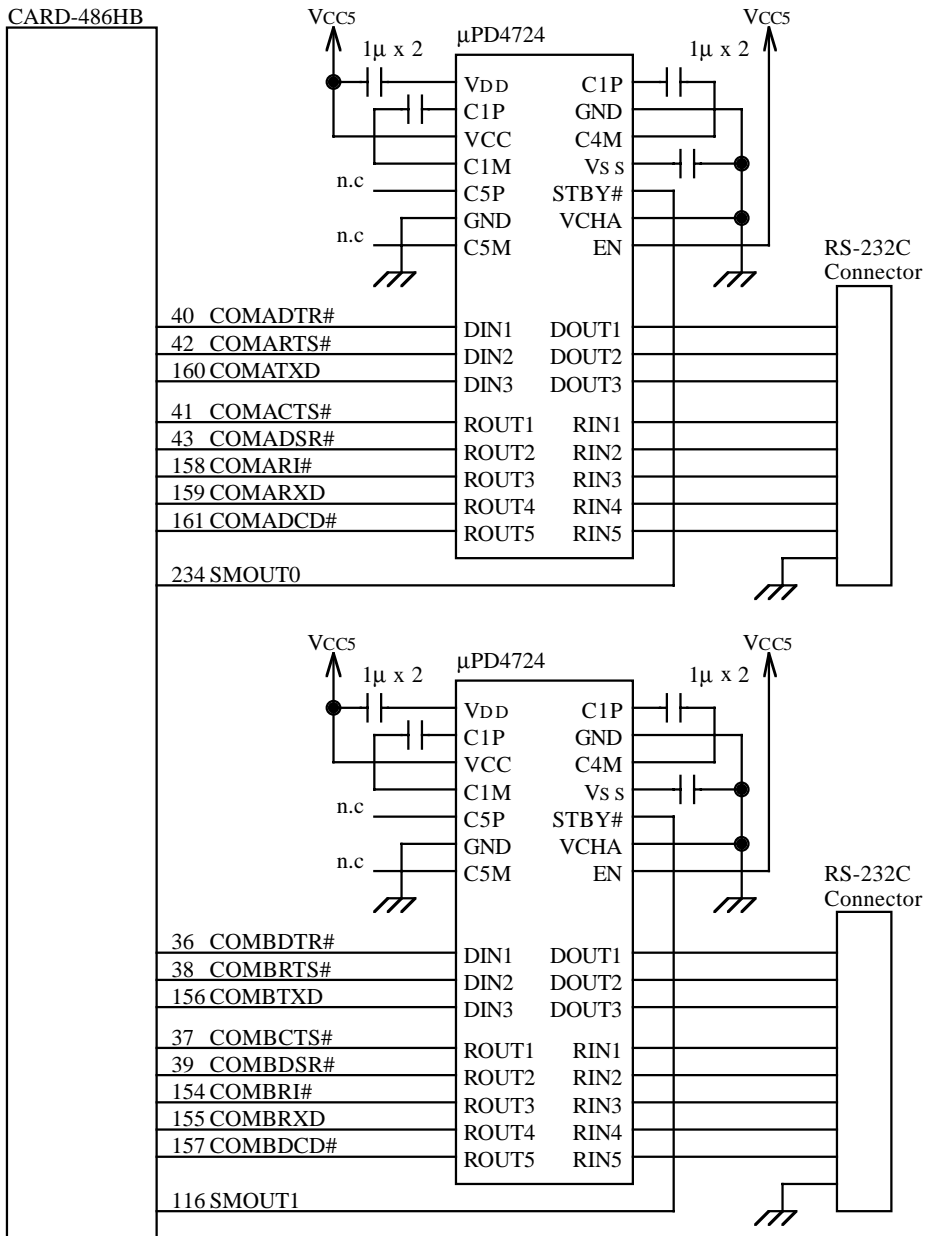 CARD-486HB
VCC5
1µ x 2
µPD4724
1µ x 2
VCC5
VDD
C1P
C1P
GND
VCC
C4M
C1M
VSS
n.c
C5P
STBY#
GND
VCHA
n.c
C5M
EN
RS-232C
Connector
40 COMADTR#
DIN1
DOUT1
42 COMARTS#
DIN2
DOUT2
160 COMATXD
DIN3
DOUT3
41 COMACTS#
ROUT1
RIN1
43 COMADSR#
ROUT2
RIN2
158 COMARI#
ROUT3
RIN3
159 COMARXD
ROUT4
RIN4
161 COMADCD#
ROUT5
RIN5
234 SMOUT0
VCC5
1µ x 2
µPD4724
1µ x 2
VCC5
VDD
C1P
C1P
GND
VCC
C4M
C1M
VSS
n.c
C5P
STBY#
GND
VCHA
n.c
C5M
EN
RS-232C
Connector
36 COMBDTR#
DIN1
DOUT1
38 COMBRTS#
DIN2
DOUT2
156 COMBTXD
DIN3
DOUT3
37 COMBCTS#
ROUT1
RIN1
39 COMBDSR#
ROUT2
RIN2
154 COMBRI#
ROUT3
RIN3
155 COMBRXD
ROUT4
RIN4
157 COMBDCD#
ROUT5
RIN5
116 SMOUT1